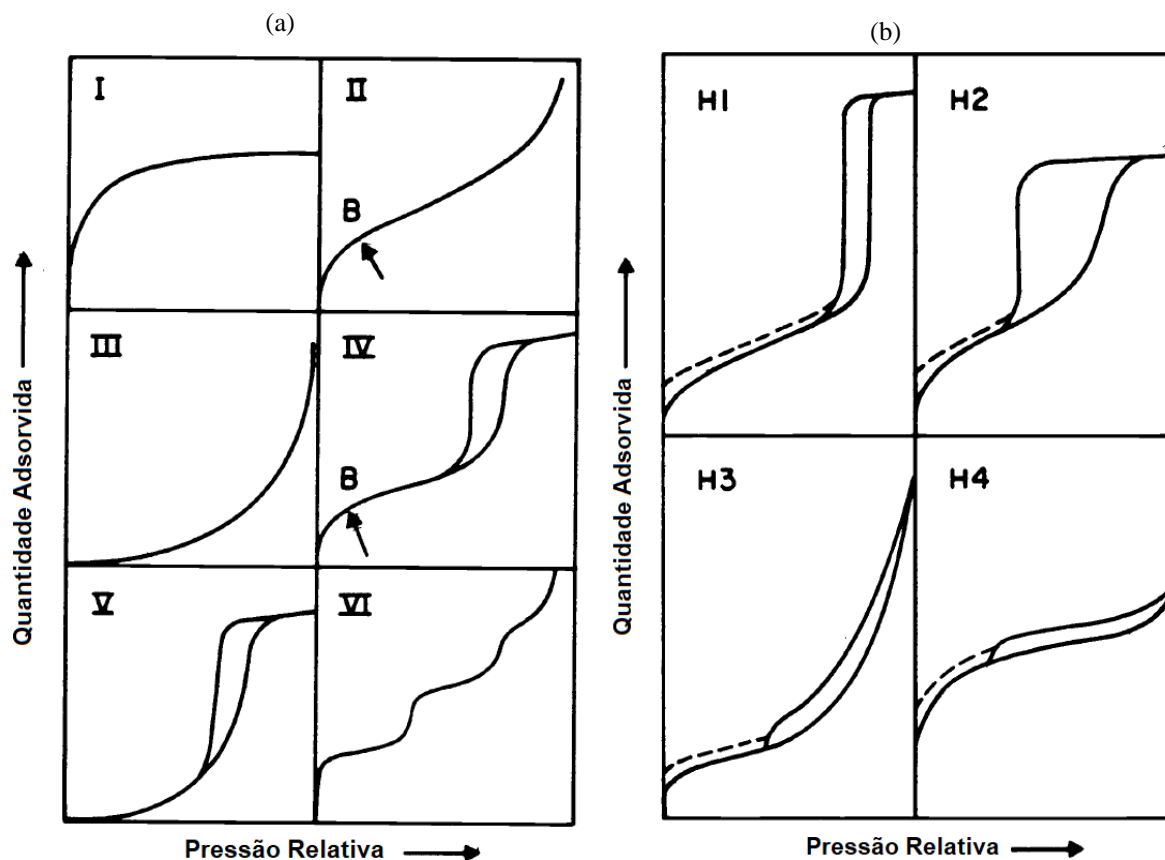 (a)
I
II
B
III
IV
B
V
VI
Quantidade Adsorvida
Pressão Relativa
(b)
H1
H2
H3
H4
Quantidade Adsorvida
Pressão Relativa